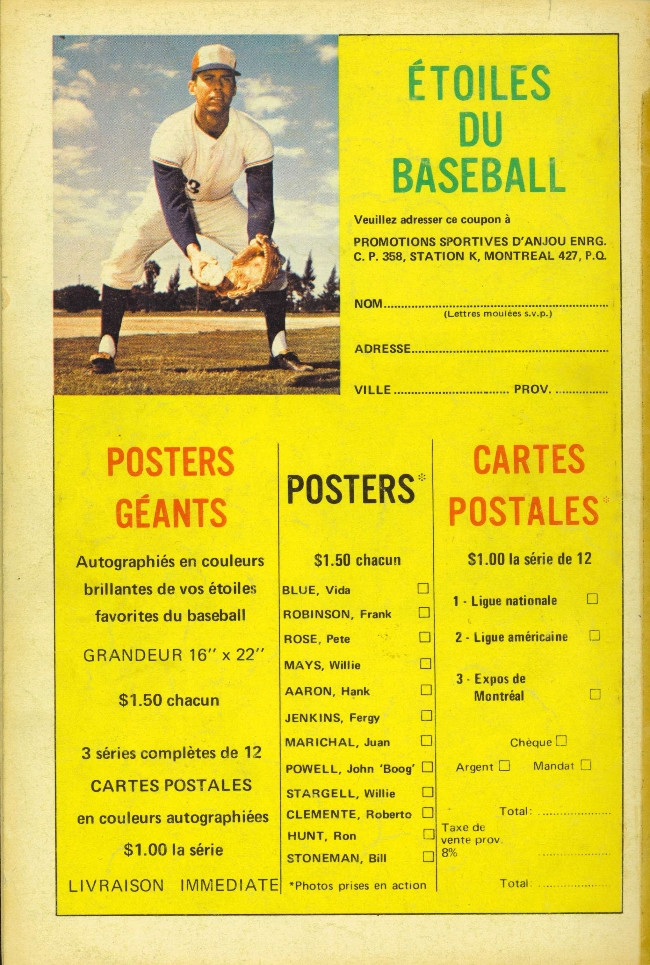 ÉTOILES
DU
BASEBALL
Veuillez adresser ce coupon à
PROMOTIONS SPORTIVES D'ANJOU ENRG.
C. P. 358, STATION K, MONTREAL 427, P.Q.
NOM
(Lettres moulées s.v.p.)
ADRESSE
VILLE PROV.
POSTERS
GÉANTS
Autographiés en couleurs
brillantes de vos étoiles
favorites du baseball
GRANDEUR 16" x 22"
$1.50 chacun
3 séries complètes de 12
CARTES POSTALES
en couleurs autographiées
$1.00 la série
LIVRAISON IMMEDIATE
POSTERS*
$1.50 chacun
BLUE, Vida
ROBINSON, Frank
ROSE, Pete
MAYS, Willie
AARON, Hank
JENKINS, Fergy
MARICHAL, Juan
POWELL, John 'Boog'
STARGELL, Willie
CLEMENTE, Roberto
HUNT, Ron
STONEMAN, Bill
*Photos prises en action
CARTES
POSTALES*
$1.00 la série de 12
1 - Ligue nationale
2 - Ligue américaine
3 - Expos de
Montréal
Chèque
Argent Mandat
Total:
Taxe de
vente prov.
8%
Total: